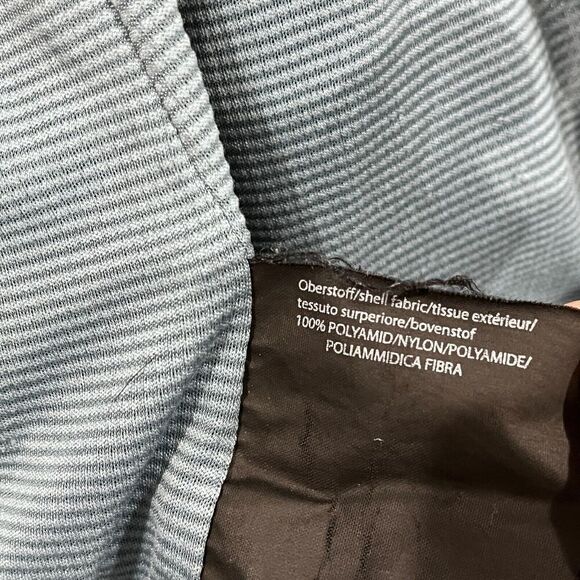 Oberstoff/shell fabric/tissue extérieur/
tessuto surperiore/bovenstof
100% POLYAMID/NYLON/POLYAMIDE/
POLIAMMIDICA FIBRA